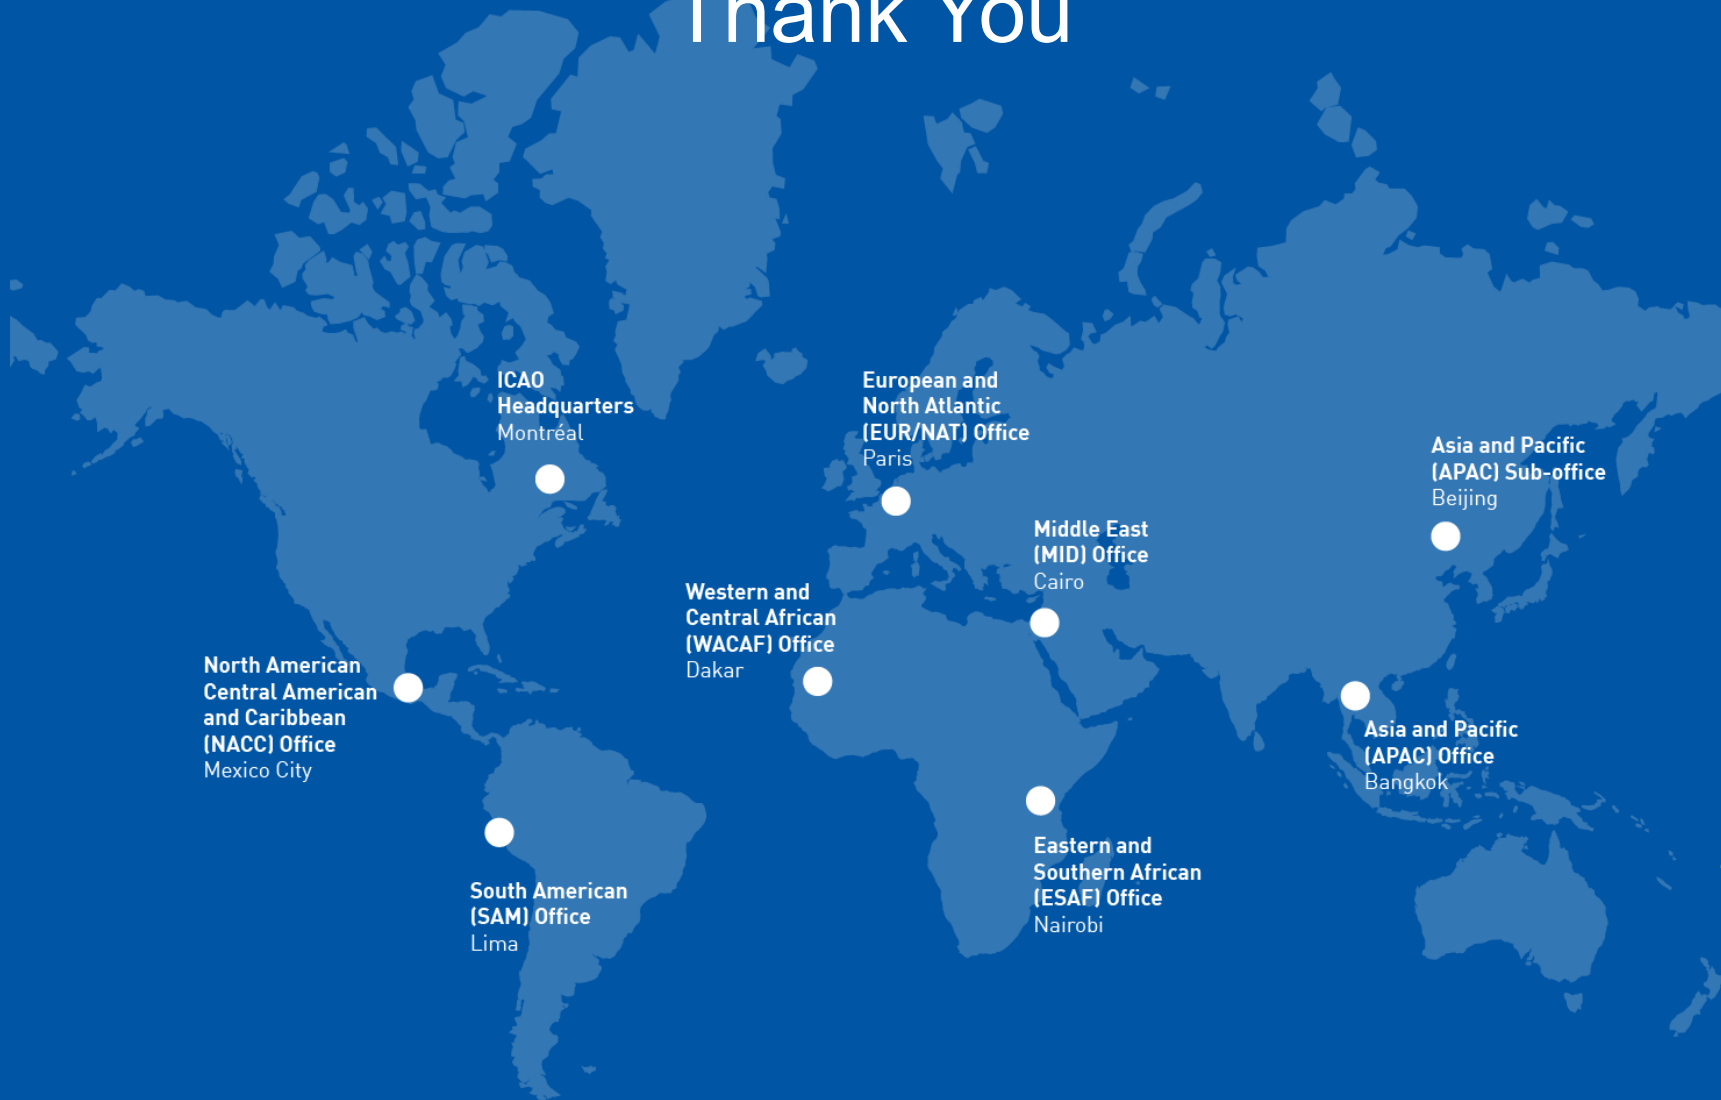 Thank You
ICAO
Headquarters
Montréal
European and
North Atlantic
(EUR/NAT) Office
Paris
Asia and Pacific
(APAC) Sub-office
Beijing
Middle East
(MID) Office
Cairo
Western and
Central African
(WACAF) Office
Dakar
North American
Central American
and Caribbean
(NACC) Office
Mexico City
Asia and Pacific
(APAC) Office
Bangkok
South American
(SAM) Office
Lima
Eastern and
Southern African
(ESAF) Office
Nairobi